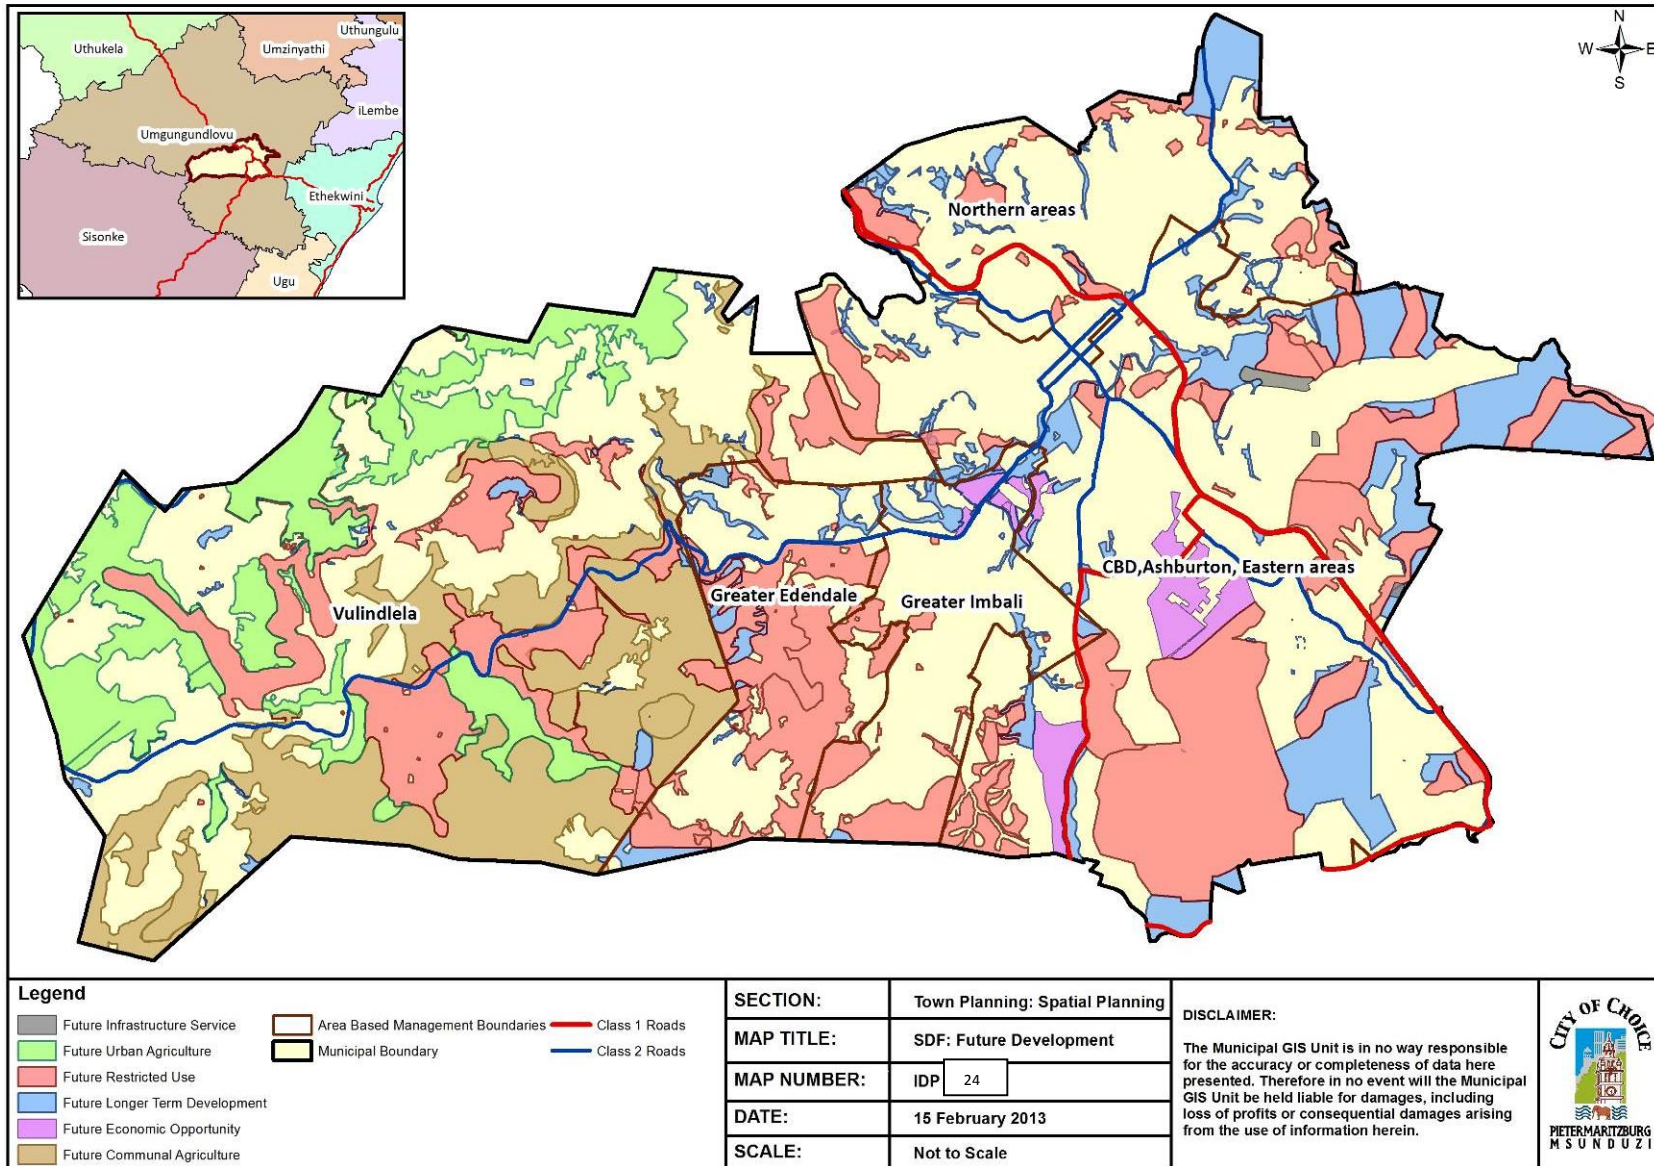 Uthungulu
Uthukela
Umzinyathi
iLembe
Umgungundlovu
Ethekwini
Sisonke
Ugu
N
W E
S
Northern areas
CBD,Ashburton, Eastern areas
Greater Edendale
Greater Imbali
Vulindlela
Legend
Future Infrastructure Service
Future Urban Agriculture
Future Restricted Use
Future Longer Term Development
Future Economic Opportunity
Future Communal Agriculture
Area Based Management Boundaries
Municipal Boundary
Class 1 Roads
Class 2 Roads
SECTION: Town Planning: Spatial Planning
MAP TITLE: SDF: Future Development
MAP NUMBER: IDP 24
DATE: 15 February 2013
SCALE: Not to Scale
DISCLAIMER:
The Municipal GIS Unit is in no way responsible
for the accuracy or completeness of data here
presented. Therefore in no event will the Municipal
GIS Unit be held liable for damages, including
loss of profits or consequential damages arising
from the use of information herein.
CITY OF CHOICE
PIETERMARITZBURG
MSUNDUZI